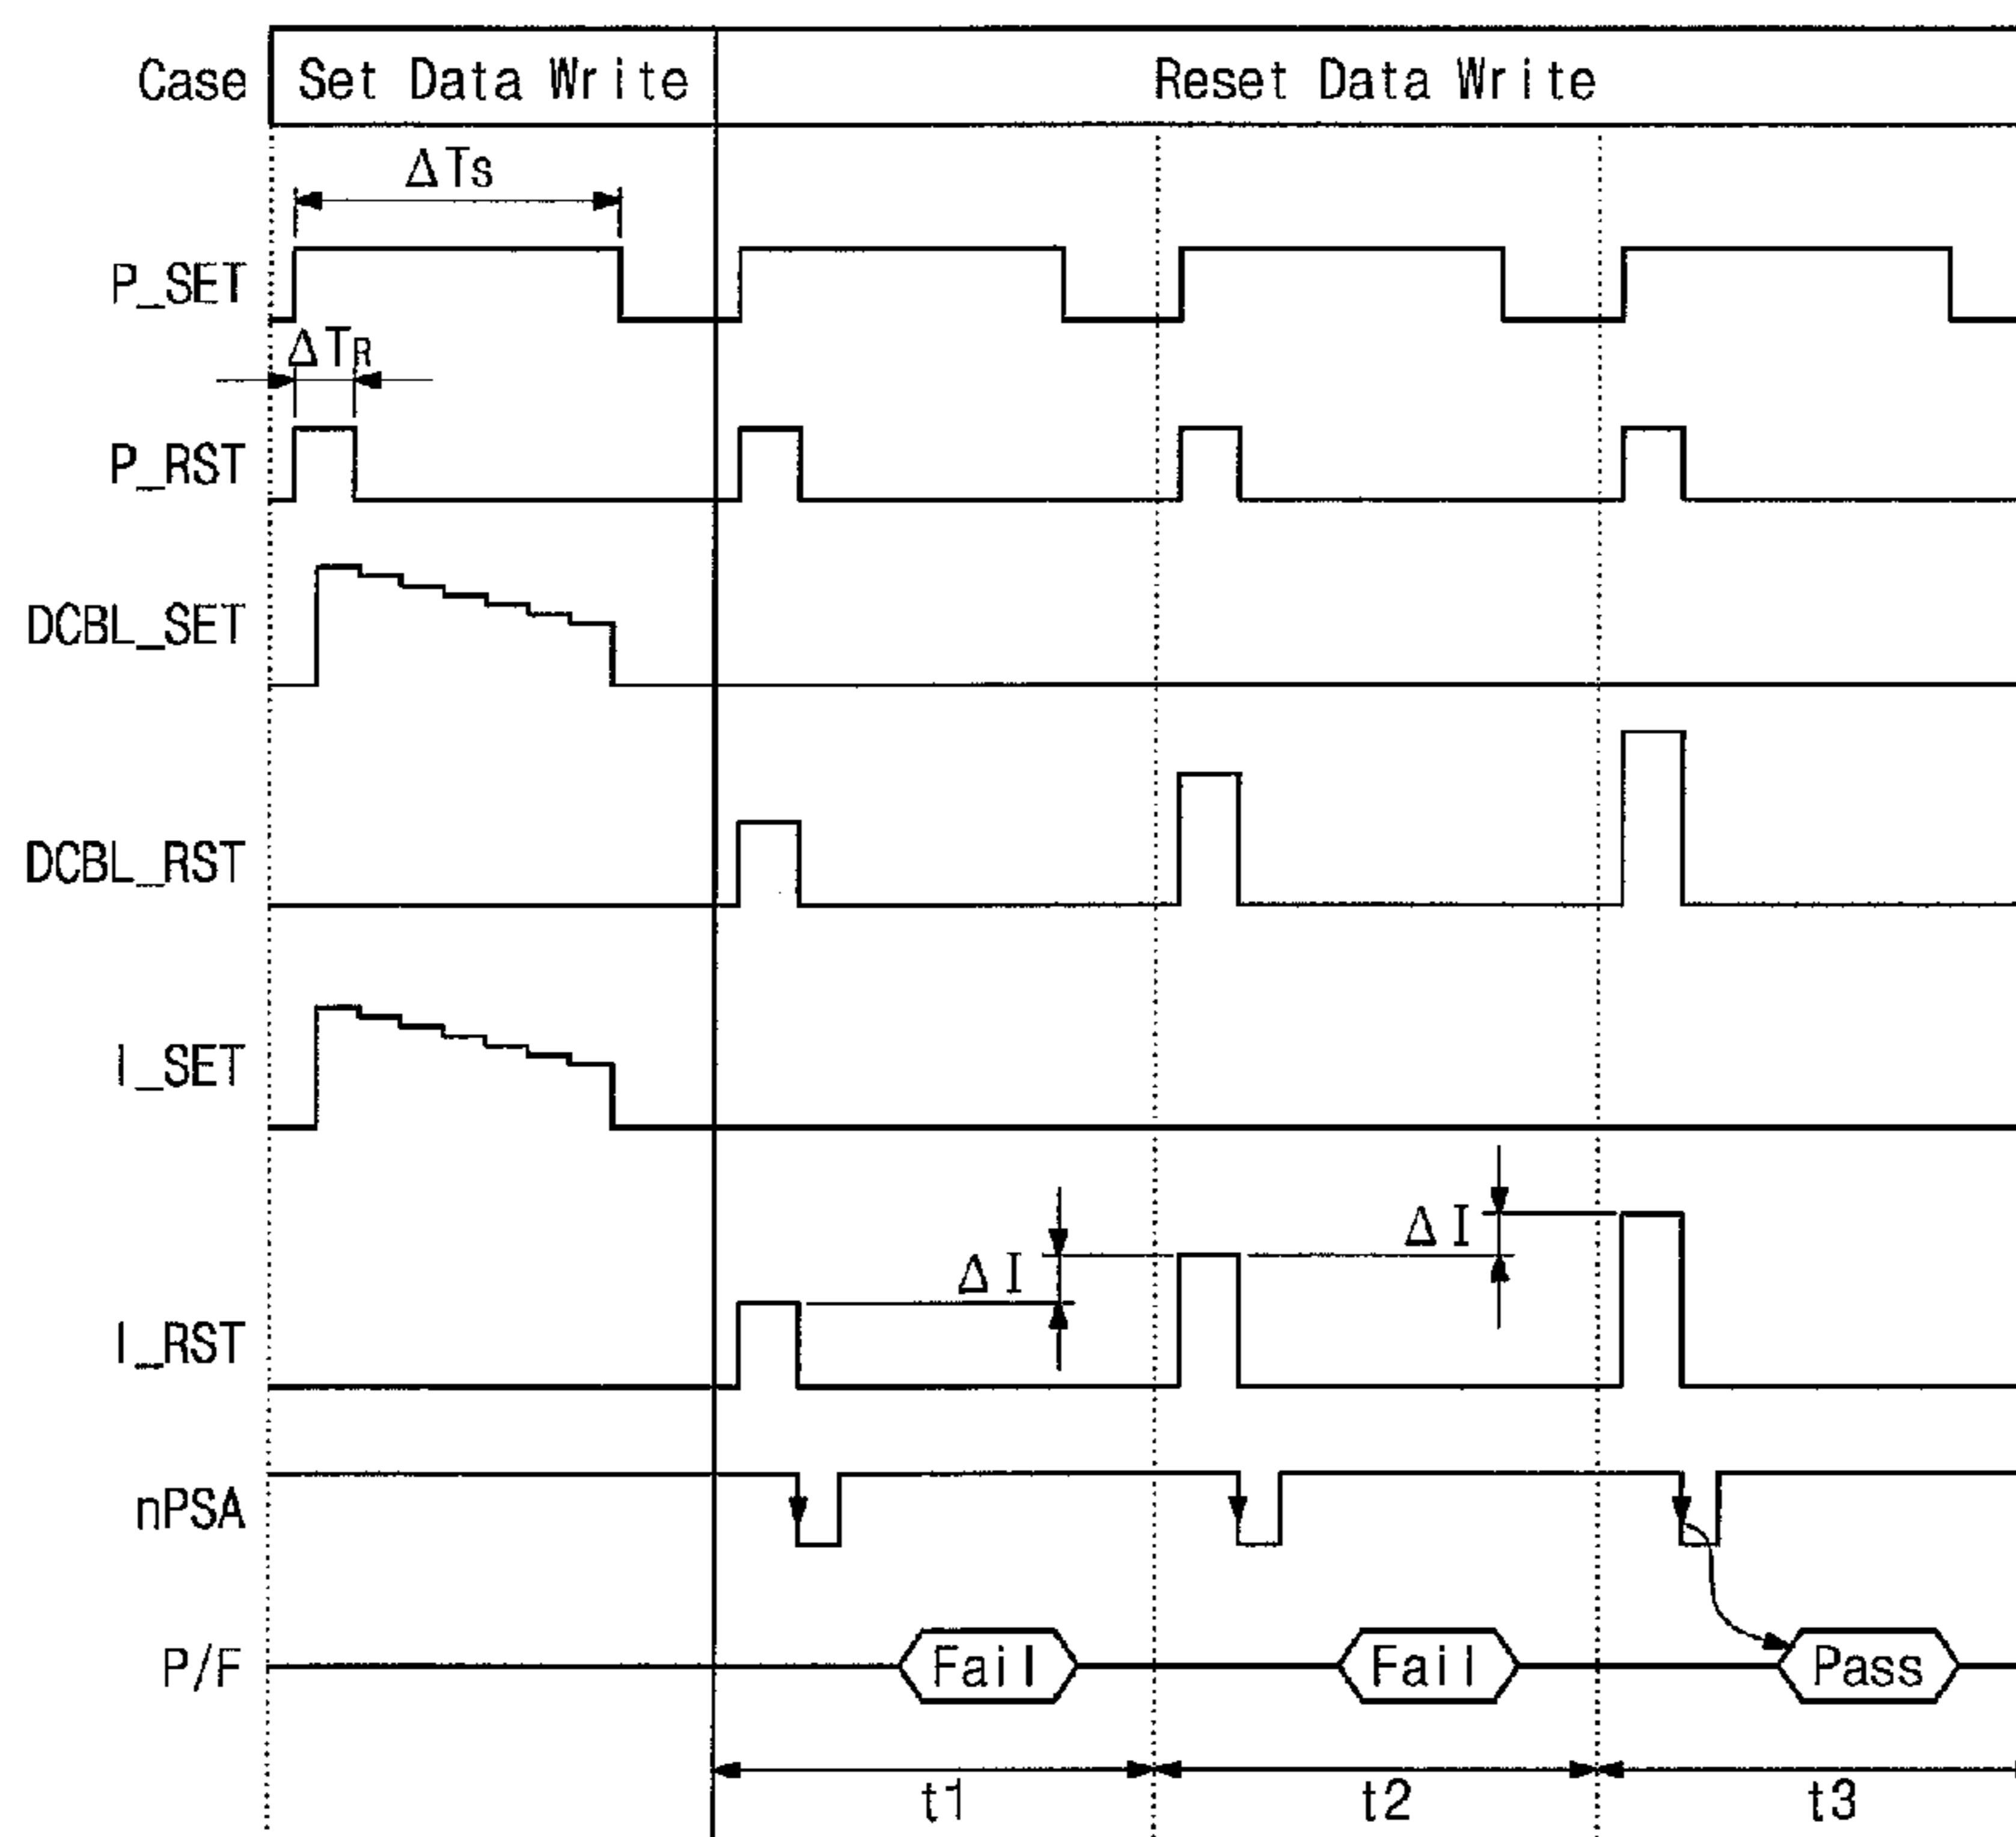 Case Set Data Write Reset Data Write
ΔTs
P_SET
ΔTR
P_RST
DCBL_SET
DCBL_RST
I_SET
ΔI
ΔI
I_RST
nPSA
P/F Fail Fail Pass
t1 t2 t3